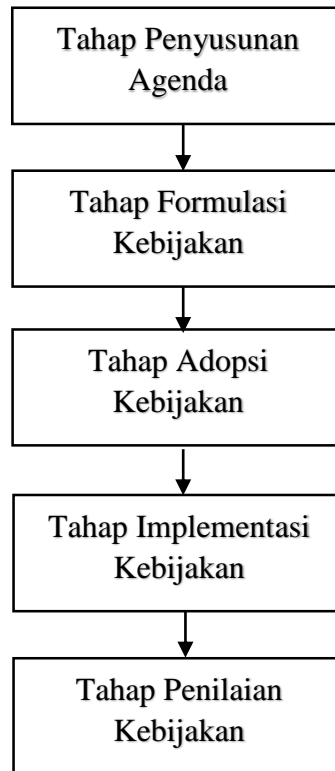 Tahap Penyusunan
Agenda
Tahap Formulasi
Kebijakan
Tahap Adopsi
Kebijakan
Tahap Implementasi
Kebijakan
Tahap Penilaian
Kebijakan